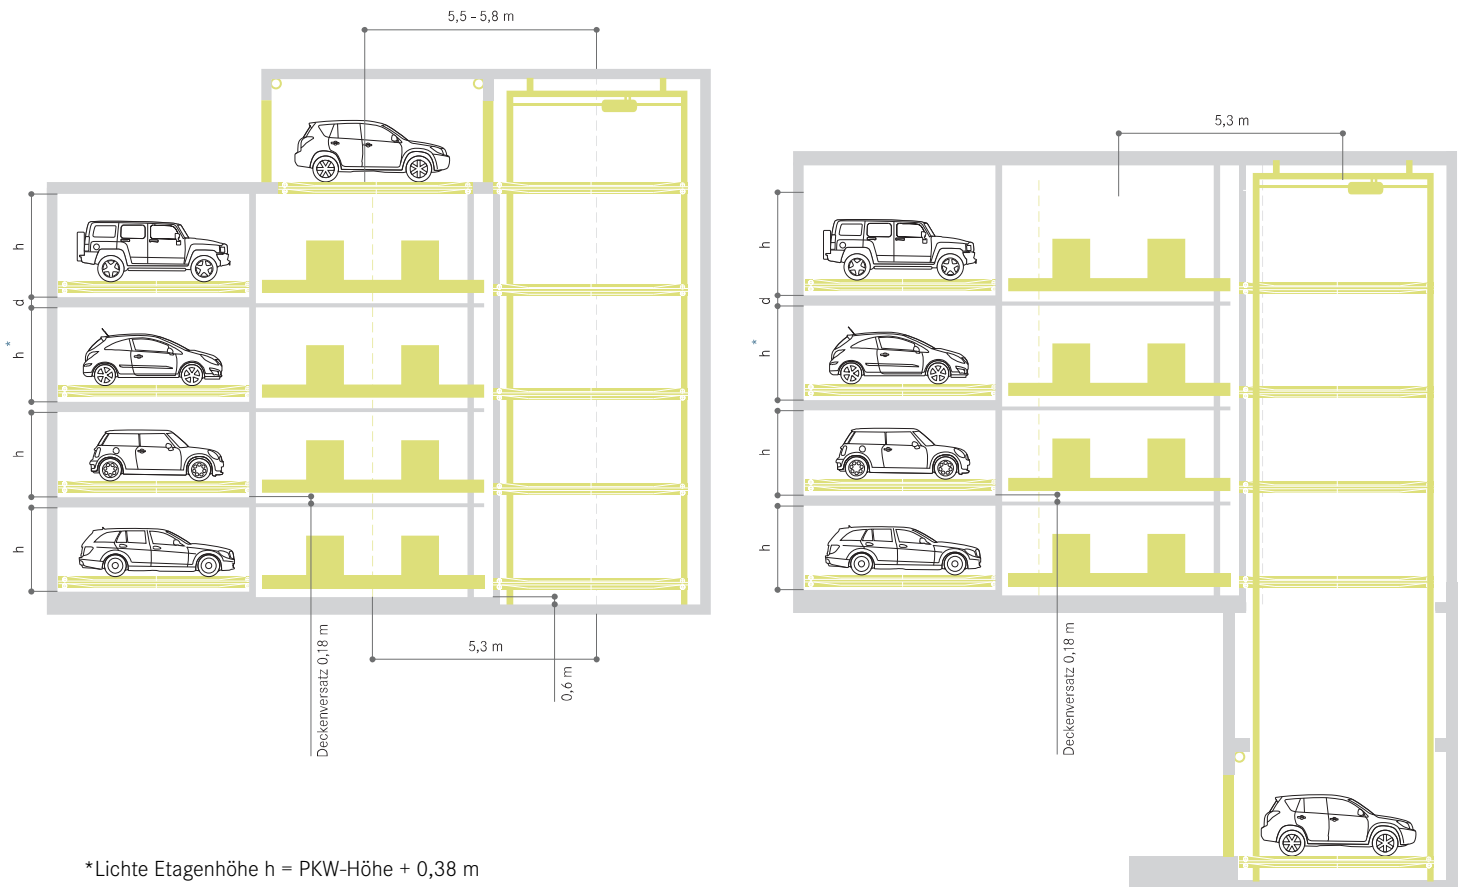 5,5 – 5,8 m
5,3 m
h
d
h*
h
h
Deckenversatz 0,18 m
5,3 m
0,6 m
h
d
h*
h
h
Deckenversatz 0,18 m
*Lichte Etagenhöhe h = PKW-Höhe + 0,38 m